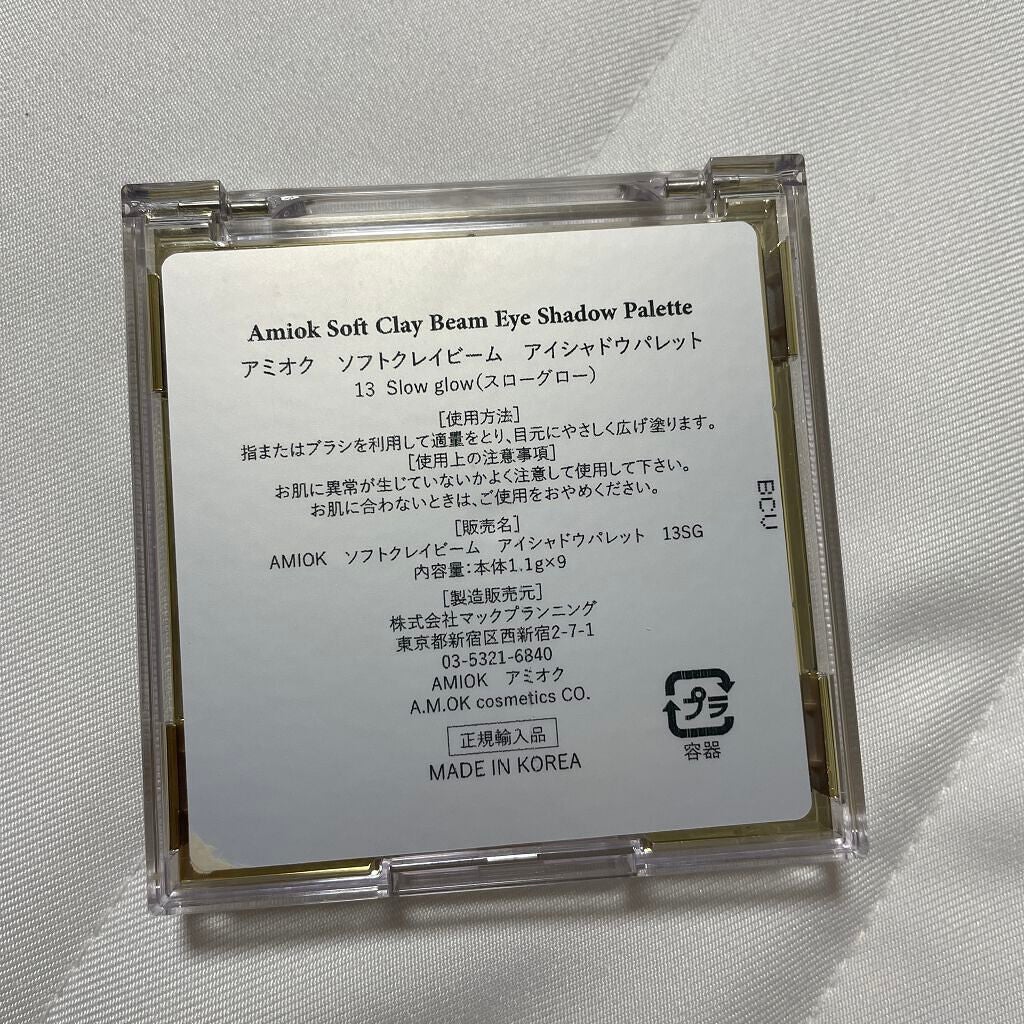 Amiok Soft Clay Beam Eye Shadow Palette
アミオク　ソフトクレイビーム　アイシャドウパレット
13 Slow glow(スローグロー)
[使用方法]
指またはブラシを利用して適量をとり、目元にやさしく広げ塗ります。
[使用上の注意事項]
お肌に異常が生じていないかよく注意して使用して下さい。
お肌に合わないときは、ご使用をおやめください。
[販売名]
AMIOK　ソフトクレイビーム　アイシャドウパレット　13SG
内容量：本体1.1g×9
[製造販売元]
株式会社マックプランニング
東京都新宿区西新宿2-7-1
03-5321-6840
AMIOK　アミオク
A.M.OK cosmetics CO.
正規輸入品
MADE IN KOREA
プラ
容器
BCV